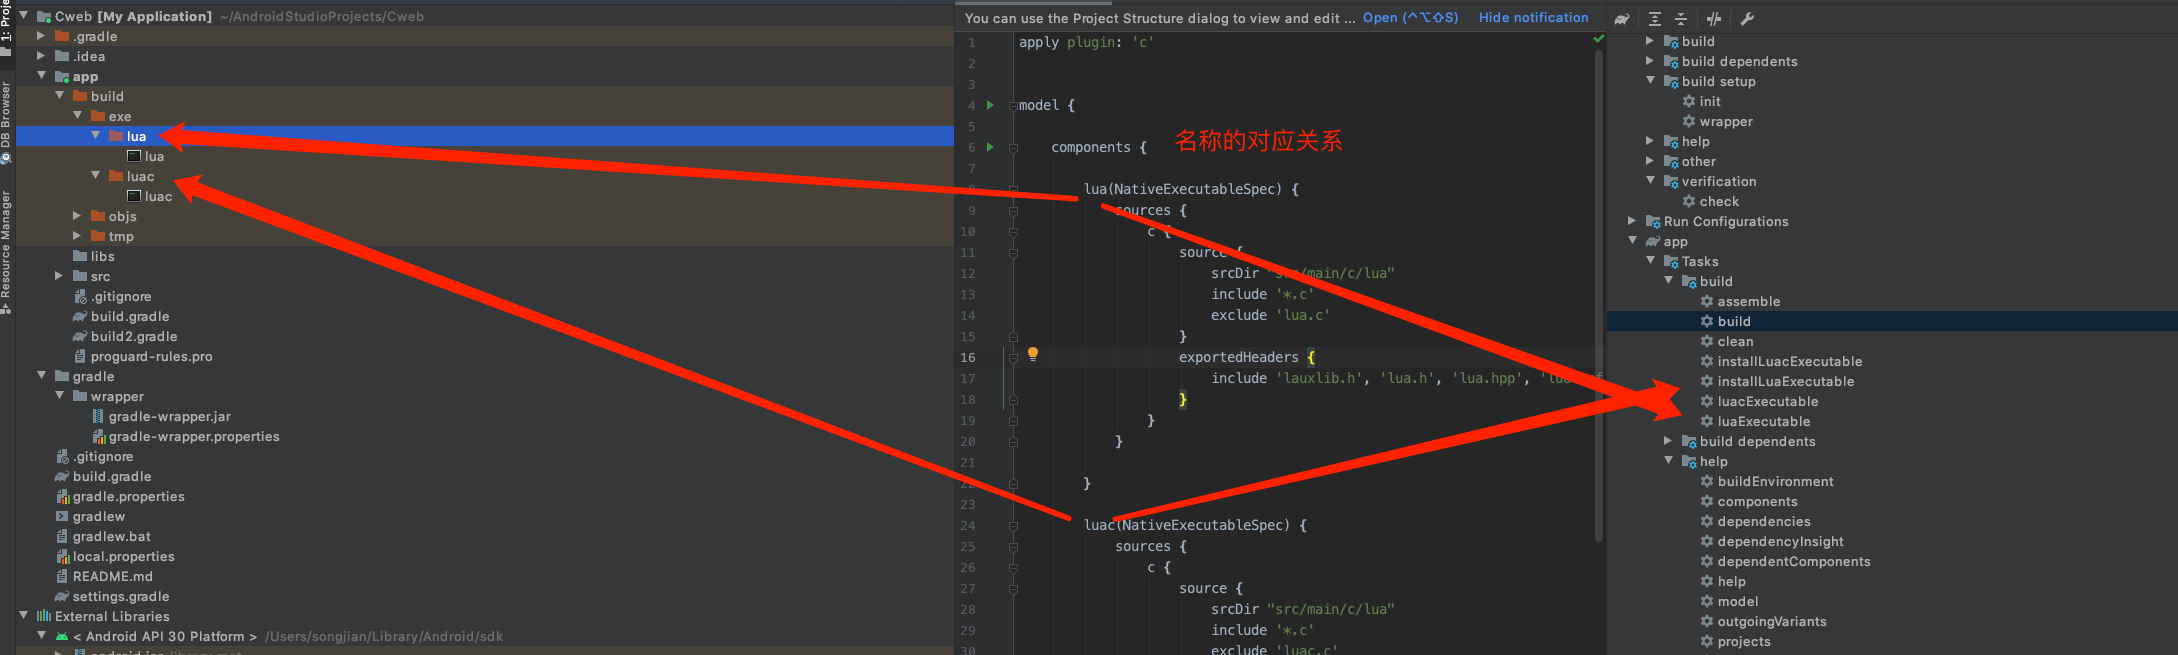 1: Proje
DB Browser
Resource Manager
Cweb [My Application] ~/AndroidStudioProjects/Cweb
.gradle
.idea
app
build
exe
lua
lua
luac
luac
objs
tmp
libs
src
.gitignore
build.gradle
build2.gradle
proguard-rules.pro
gradle
wrapper
gradle-wrapper.jar
gradle-wrapper.properties
.gitignore
build.gradle
gradle.properties
gradlew
gradlew.bat
local.properties
README.md
settings.gradle
External Libraries
< Android API 30 Platform > /Users/songjian/Library/Android/sdk
You can use the Project Structure dialog to view and edit ... Open (^⌥⇧S) Hide notification
1 apply plugin: 'c'
2
3
4 model {
5
名称的对应关系
6 components {
7
lua(NativeExecutableSpec) {
9 sources {
10 c {
11 source {
12 srcDir "src/main/c/lua"
13 include '*.c'
14 exclude 'lua.c'
15 }
16 exportedHeaders {
17 include 'lauxlib.h', 'lua.h', 'lua.hpp',
18 }
19 }
20 }
21
22 }
23
24 luac(NativeExecutableSpec) {
25 sources {
26 c {
27 source {
28 srcDir "src/main/c/lua"
29 include '*.c'
30 exclude 'luac.c'
build
build dependents
build setup
init
wrapper
help
other
verification
check
Run Configurations
app
Tasks
build
assemble
build
clean
installLuacExecutable
installLuaExecutable
luacExecutable
luaExecutable
build dependents
help
buildEnvironment
components
dependencies
dependencyInsight
dependentComponents
help
model
outgoingVariants
projects